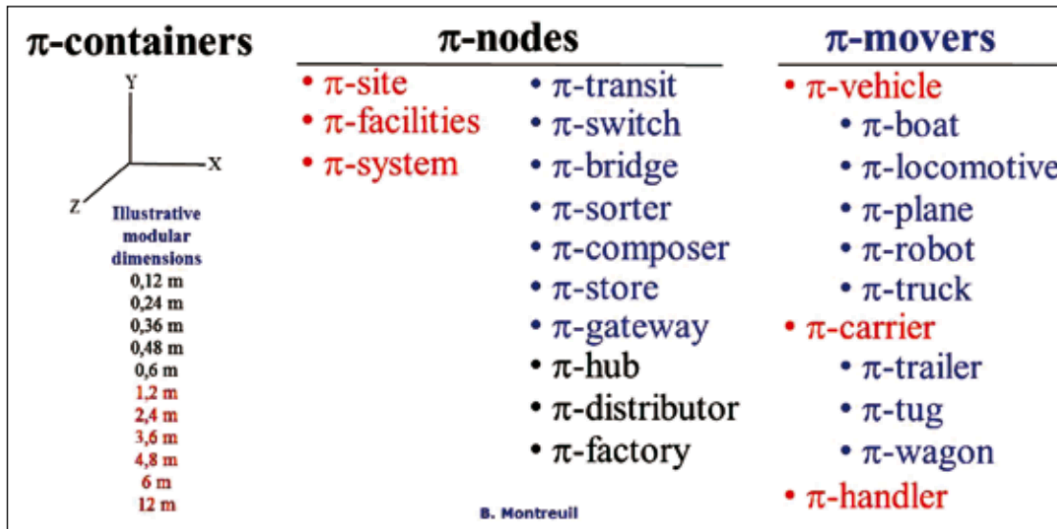 π-containers
Y
X
Z
Illustrative
modular
dimensions
0,12 m
0,24 m
0,36 m
0,48 m
0,6 m
1,2 m
2,4 m
3,6 m
4,8 m
6 m
12 m
π-nodes
• π-site
• π-facilities
• π-system
• π-transit
• π-switch
• π-bridge
• π-sorter
• π-composer
• π-store
• π-gateway
• π-hub
• π-distributor
• π-factory
B. Montreuil
π-movers
• π-vehicle
• π-boat
• π-locomotive
• π-plane
• π-robot
• π-truck
• π-carrier
• π-trailer
• π-tug
• π-wagon
• π-handler